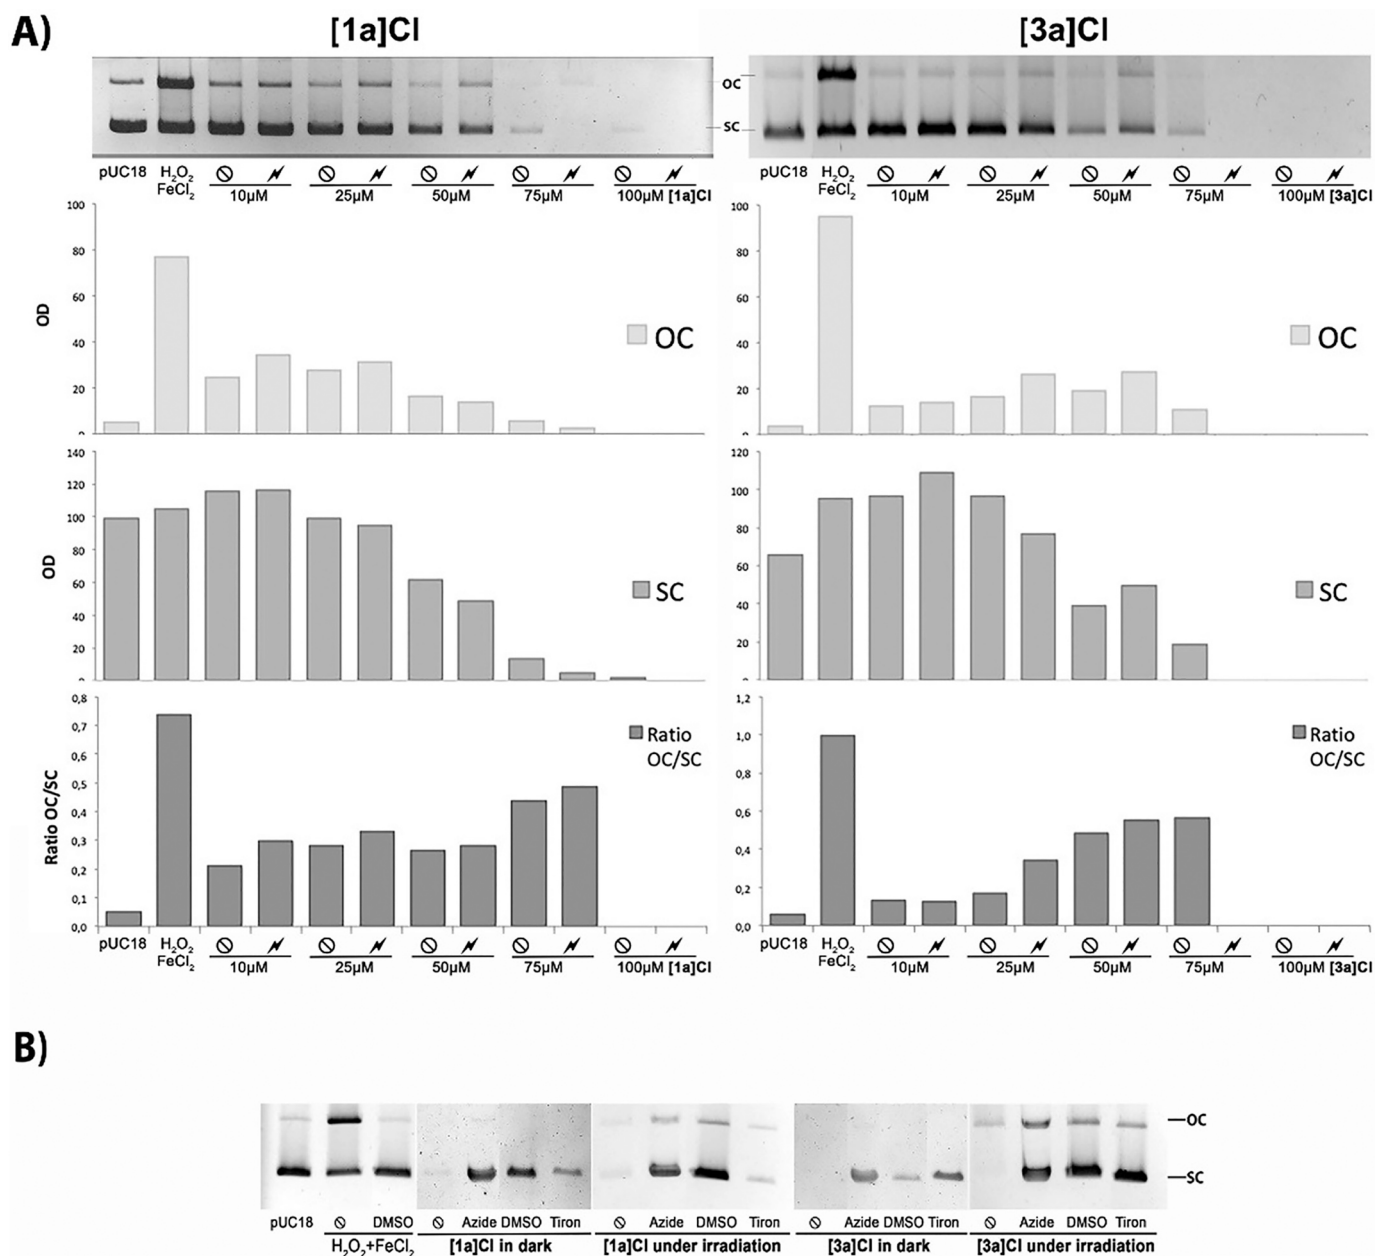 A)
[1a]Cl
[3a]Cl
OC
SC
pUC18 H₂O₂ FeCl₂ 10µM 25µM 50µM 75µM 100µM [1a]Cl
pUC18 H₂O₂ FeCl₂ 10µM 25µM 50µM 75µM 100µM [3a]Cl
100
80
60
40
20
0
OD
OC
100
80
60
40
20
0
OC
140
120
100
80
60
40
20
0
OD
SC
120
100
80
60
40
20
0
SC
0,8
0,7
0,6
0,5
0,4
0,3
0,2
0,1
0,0
Ratio OC/SC
Ratio
OC/SC
1,2
1,0
0,8
0,6
0,4
0,2
0,0
Ratio
OC/SC
pUC18 H₂O₂ FeCl₂ 10µM 25µM 50µM 75µM 100µM [1a]Cl
pUC18 H₂O₂ FeCl₂ 10µM 25µM 50µM 75µM 100µM [3a]Cl
B)
OC
SC
pUC18 DMSO Azide DMSO Tiron Azide DMSO Tiron Azide DMSO Tiron Azide DMSO Tiron
H₂O₂+FeCl₂ [1a]Cl in dark [1a]Cl under irradiation [3a]Cl in dark [3a]Cl under irradiation